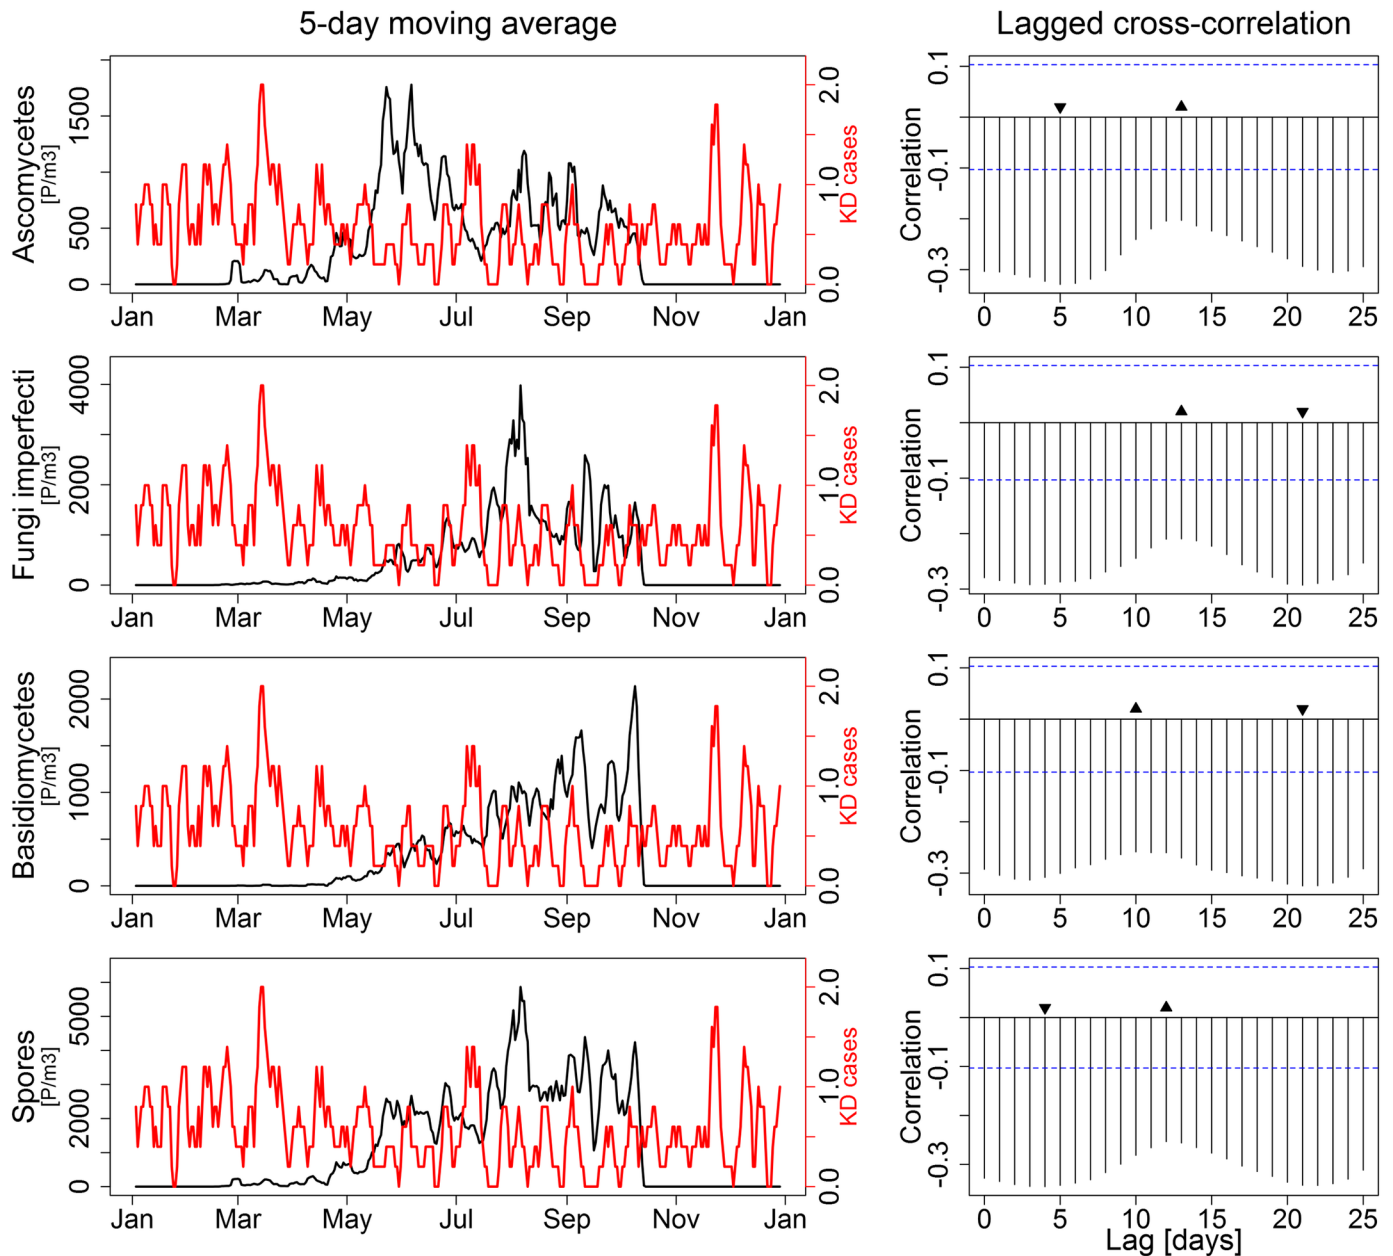 5-day moving average
Lagged cross-correlation
Ascomycetes
[P/m3]
0 500 1500
0.0 1.0 2.0
KD cases
Jan Mar May Jul Sep Nov Jan
Correlation
-0.3 -0.1 0.1
0 5 10 15 20 25
Fungi imperfecti
[P/m3]
0 2000 4000
0.0 1.0 2.0
KD cases
Jan Mar May Jul Sep Nov Jan
Correlation
-0.3 -0.1 0.1
0 5 10 15 20 25
Basidiomycetes
[P/m3]
0 1000 2000
0.0 1.0 2.0
KD cases
Jan Mar May Jul Sep Nov Jan
Correlation
-0.3 -0.1 0.1
0 5 10 15 20 25
Spores
[P/m3]
0 2000 5000
0.0 1.0 2.0
KD cases
Jan Mar May Jul Sep Nov Jan
Correlation
-0.3 -0.1 0.1
0 5 10 15 20 25
Lag [days]